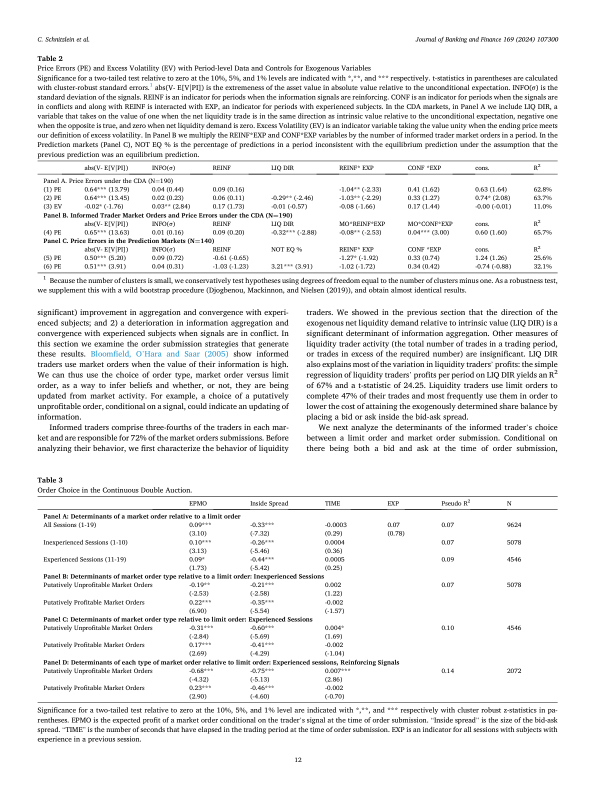 C. Schnitzlein et al.
Journal of Banking and Finance 169 (2024) 107300
Table 2
Price Errors (PE) and Excess Volatility (EV) with Period-level Data and Controls for Exogenous Variables
Significance for a two-tailed test relative to zero at the 10%, 5%, and 1% levels are indicated with *,**, and *** respectively. t-statistics in parentheses are calculated
with cluster-robust standard errors.¹ abs(V- E[V|PI]) is the extremeness of the asset value in absolute value relative to the unconditional expectation. INFO(σ) is the
standard deviation of the signals. REINF is an indicator for periods when the information signals are reinforcing. CONF is an indicator for periods when the signals are
in conflicts and along with REINF is interacted with EXP, an indicator for periods with experienced subjects. In the CDA markets, in Panel A we include LIQ DIR, a
variable that takes on the value of one when the net liquidity trade is in the same direction as intrinsic value relative to the unconditional expectation, negative one
when the opposite is true, and zero when net liquidity demand is zero. Excess Volatility (EV) is an indicator variable taking the value unity when the ending price meets
our definition of excess volatility. In Panel B we multiply the REINF*EXP and CONF*EXP variables by the number of informed trader market orders in a period. In the
Prediction markets (Panel C), NOT EQ % is the percentage of predictions in a period inconsistent with the equilibrium prediction under the assumption that the
previous prediction was an equilibrium prediction.
abs(V- E[V|PI]) INFO(σ) REINF LIQ DIR REINF* EXP CONF *EXP cons. R²
Panel A. Price Errors under the CDA (N=190)
(1) PE 0.64*** (13.79) 0.04 (0.44) 0.09 (0.16) -1.04** (-2.33) 0.41 (1.62) 0.63 (1.64) 62.8%
(2) PE 0.64*** (13.45) 0.02 (0.23) 0.06 (0.11) -0.29** (-2.46) -1.03** (-2.29) 0.33 (1.27) 0.74* (2.08) 63.7%
(3) EV -0.02* (-1.76) 0.03** (2.84) 0.17 (1.73) -0.01 (-0.57) -0.08 (-1.66) 0.17 (1.44) -0.00 (-0.01) 11.0%
Panel B. Informed Trader Market Orders and Price Errors under the CDA (N=190)
abs(V- E[V|PI]) INFO(σ) REINF LIQ DIR MO*REINF*EXP MO*CONF*EXP cons. R²
(4) PE 0.65*** (13.63) 0.01 (0.16) 0.09 (0.20) -0.32*** (-2.88) -0.08** (-2.53) 0.04*** (3.00) 0.60 (1.60) 65.7%
Panel C. Price Errors in the Prediction Markets (N=140)
abs(V- E[V|PI]) INFO(σ) REINF NOT EQ % REINF* EXP CONF *EXP cons. R²
(5) PE 0.50*** (5.20) 0.09 (0.72) -0.61 (-0.65) -1.27* (-1.92) 0.33 (0.74) 1.24 (1.26) 25.6%
(6) PE 0.51*** (3.91) 0.04 (0.31) -1.03 (-1.23) 3.21*** (3.91) -1.02 (-1.72) 0.34 (0.42) -0.74 (-0.88) 32.1%
¹ Because the number of clusters is small, we conservatively test hypotheses using degrees of freedom equal to the number of clusters minus one. As a robustness test,
we supplement this with a wild bootstrap procedure (Djogbenou, Mackinnon, and Nielsen (2019)), and obtain almost identical results.
significant) improvement in aggregation and convergence with experi-
enced subjects; and 2) a deterioration in information aggregation and
convergence with experienced subjects when signals are in conflict. In
this section we examine the order submission strategies that generate
these results. Bloomfield, O'Hara and Saar (2005) show informed
traders use market orders when the value of their information is high.
We can thus use the choice of order type, market order versus limit
order, as a way to infer beliefs and whether, or not, they are being
updated from market activity. For example, a choice of a putatively
unprofitable order, conditional on a signal, could indicate an updating of
information.
Informed traders comprise three-fourths of the traders in each mar-
ket and are responsible for 72% of the market orders submissions. Before
analyzing their behavior, we first characterize the behavior of liquidity
traders. We showed in the previous section that the direction of the
exogenous net liquidity demand relative to intrinsic value (LIQ DIR) is a
significant determinant of information aggregation. Other measures of
liquidity trader activity (the total number of trades in a trading period,
or trades in excess of the required number) are insignificant. LIQ DIR
also explains most of the variation in liquidity traders' profits: the simple
regression of liquidity traders' profits per period on LIQ DIR yields an R²
of 67% and a t-statistic of 24.25. Liquidity traders use limit orders to
complete 47% of their trades and most frequently use them in order to
lower the cost of attaining the exogenously determined share balance by
placing a bid or ask inside the bid-ask spread.
We next analyze the determinants of the informed trader's choice
between a limit order and market order submission. Conditional on
there being both a bid and ask at the time of order submission,
Table 3
Order Choice in the Continuous Double Auction.
EPMO Inside Spread TIME EXP Pseudo R² N
Panel A: Determinants of a market order relative to a limit order
All Sessions (1-19) 0.09*** -0.33*** -0.0003 0.07 0.07 9624
(3.10) (-7.32) (0.29) (0.78)
Inexperienced Sessions (1-10) 0.10*** -0.26*** 0.0004 0.07 5078
(3.13) (-5.46) (0.36)
Experienced Sessions (11-19) 0.09* -0.44*** 0.0005 0.09 4546
(1.73) (-5.42) (0.25)
Panel B: Determinants of market order type relative to a limit order: Inexperienced Sessions
Putatively Unprofitable Market Orders -0.19** -0.21*** 0.002 0.07 5078
(-2.53) (-2.58) (1.22)
Putatively Profitable Market Orders 0.22*** -0.35*** -0.002
(6.90) (-5.54) (-1.57)
Panel C: Determinants of market order type relative to limit order: Experienced Sessions
Putatively Unprofitable Market Orders -0.31*** -0.60*** 0.004* 0.10 4546
(-2.84) (-5.69) (1.69)
Putatively Profitable Market Orders 0.17*** -0.41*** -0.002
(2.69) (-4.29) (-1.04)
Panel D: Determinants of each type of market order relative to limit order: Experienced sessions, Reinforcing Signals
Putatively Unprofitable Market Orders -0.68*** -0.75*** 0.007*** 0.14 2072
(-4.32) (-5.13) (2.86)
Putatively Profitable Market Orders 0.23*** -0.46*** -0.002
(2.90) (-4.60) (-0.70)
Significance for a two-tailed test relative to zero at the 10%, 5%, and 1% level are indicated with *,**, and *** respectively with cluster robust z-statistics in pa-
rentheses. EPMO is the expected profit of a market order conditional on the trader's signal at the time of order submission. "Inside spread" is the size of the bid-ask
spread. "TIME" is the number of seconds that have elapsed in the trading period at the time of order submission. EXP is an indicator for all sessions with subjects with
experience in a previous session.
12